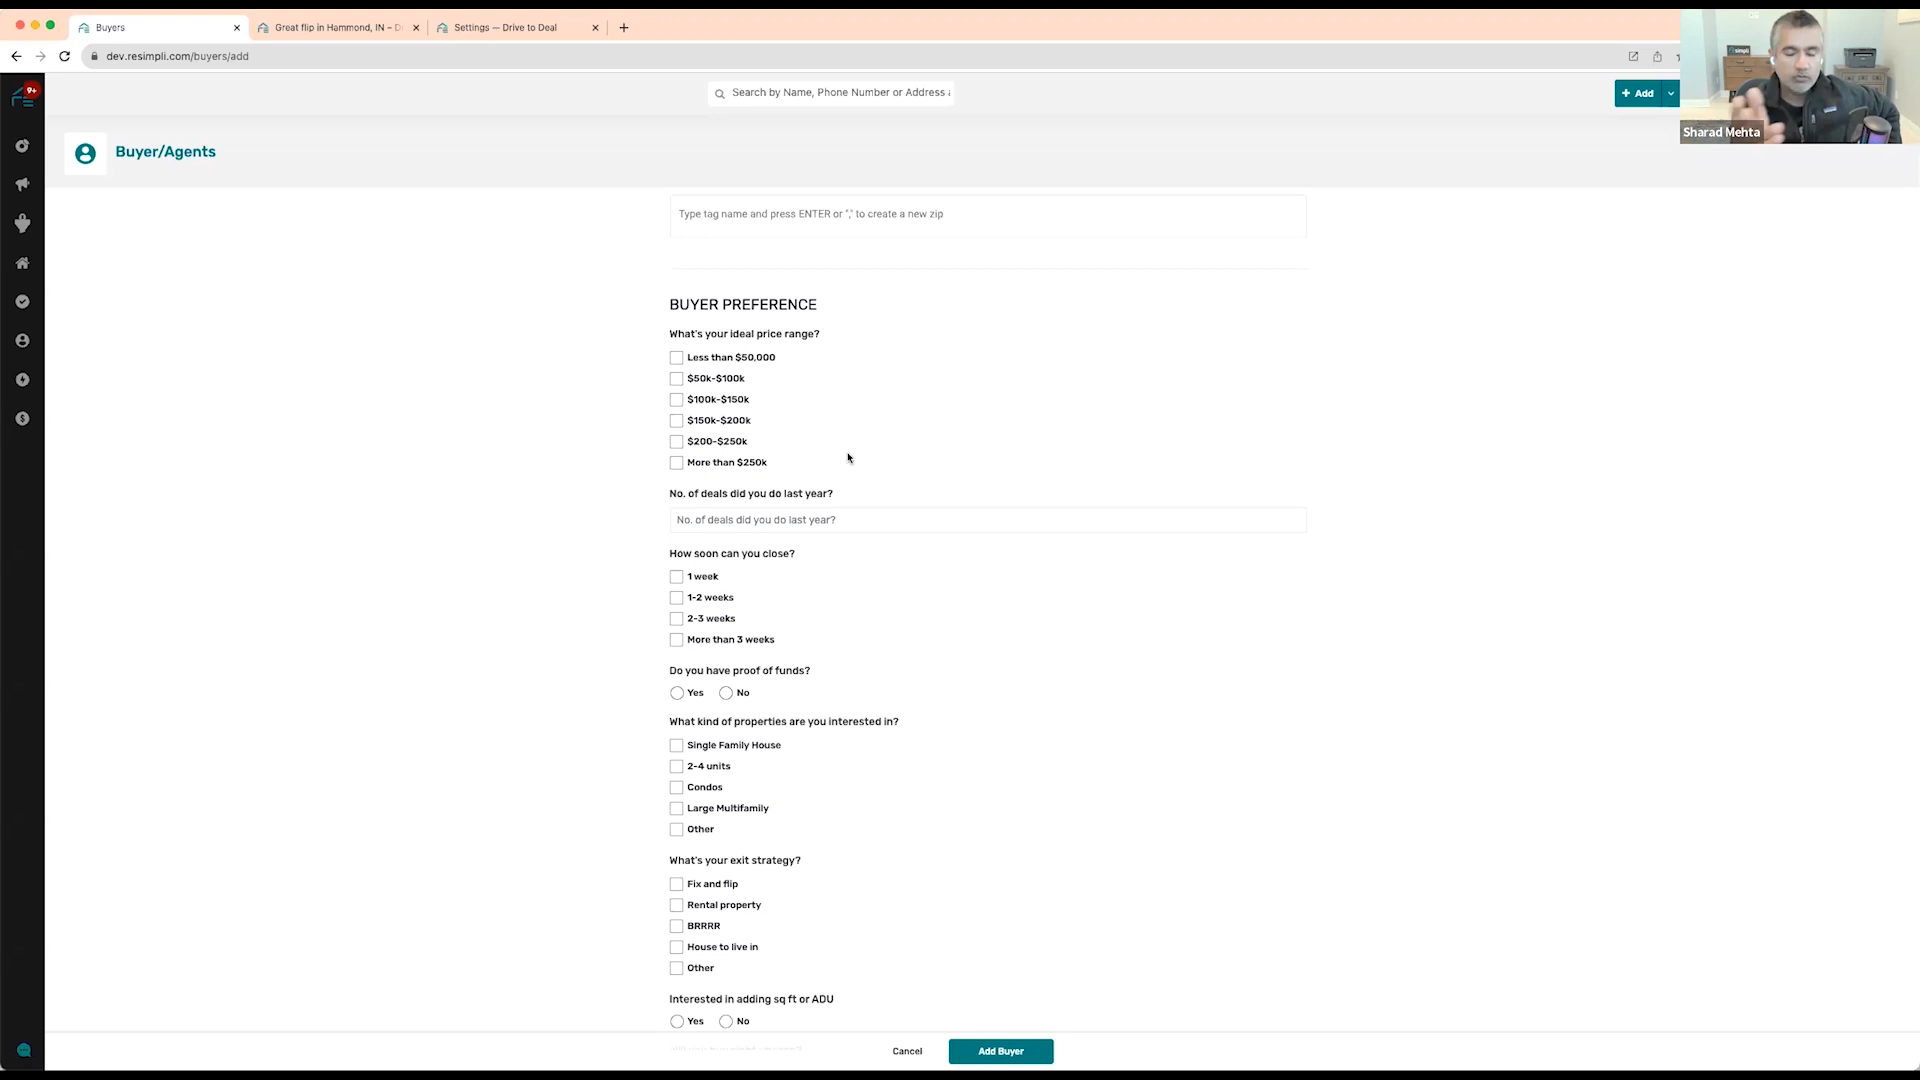 Buyers
Great flip in Hammond, IN – D
Settings — Drive to Deal
dev.resimpli.com/buyers/add
9+
Search by Name, Phone Number or Address
+ Add
Sharad Mehta
Buyer/Agents
Type tag name and press ENTER or "," to create a new zip
BUYER PREFERENCE
What's your ideal price range?
Less than $50,000
$50k-$100k
$100k-$150k
$150k-$200k
$200-$250k
More than $250k
No. of deals did you do last year?
No. of deals did you do last year?
How soon can you close?
1 week
1-2 weeks
2-3 weeks
More than 3 weeks
Do you have proof of funds?
Yes No
What kind of properties are you interested in?
Single Family House
2-4 units
Condos
Large Multifamily
Other
What's your exit strategy?
Fix and flip
Rental property
BRRRR
House to live in
Other
Interested in adding sq ft or ADU
Yes No
Cancel Add Buyer